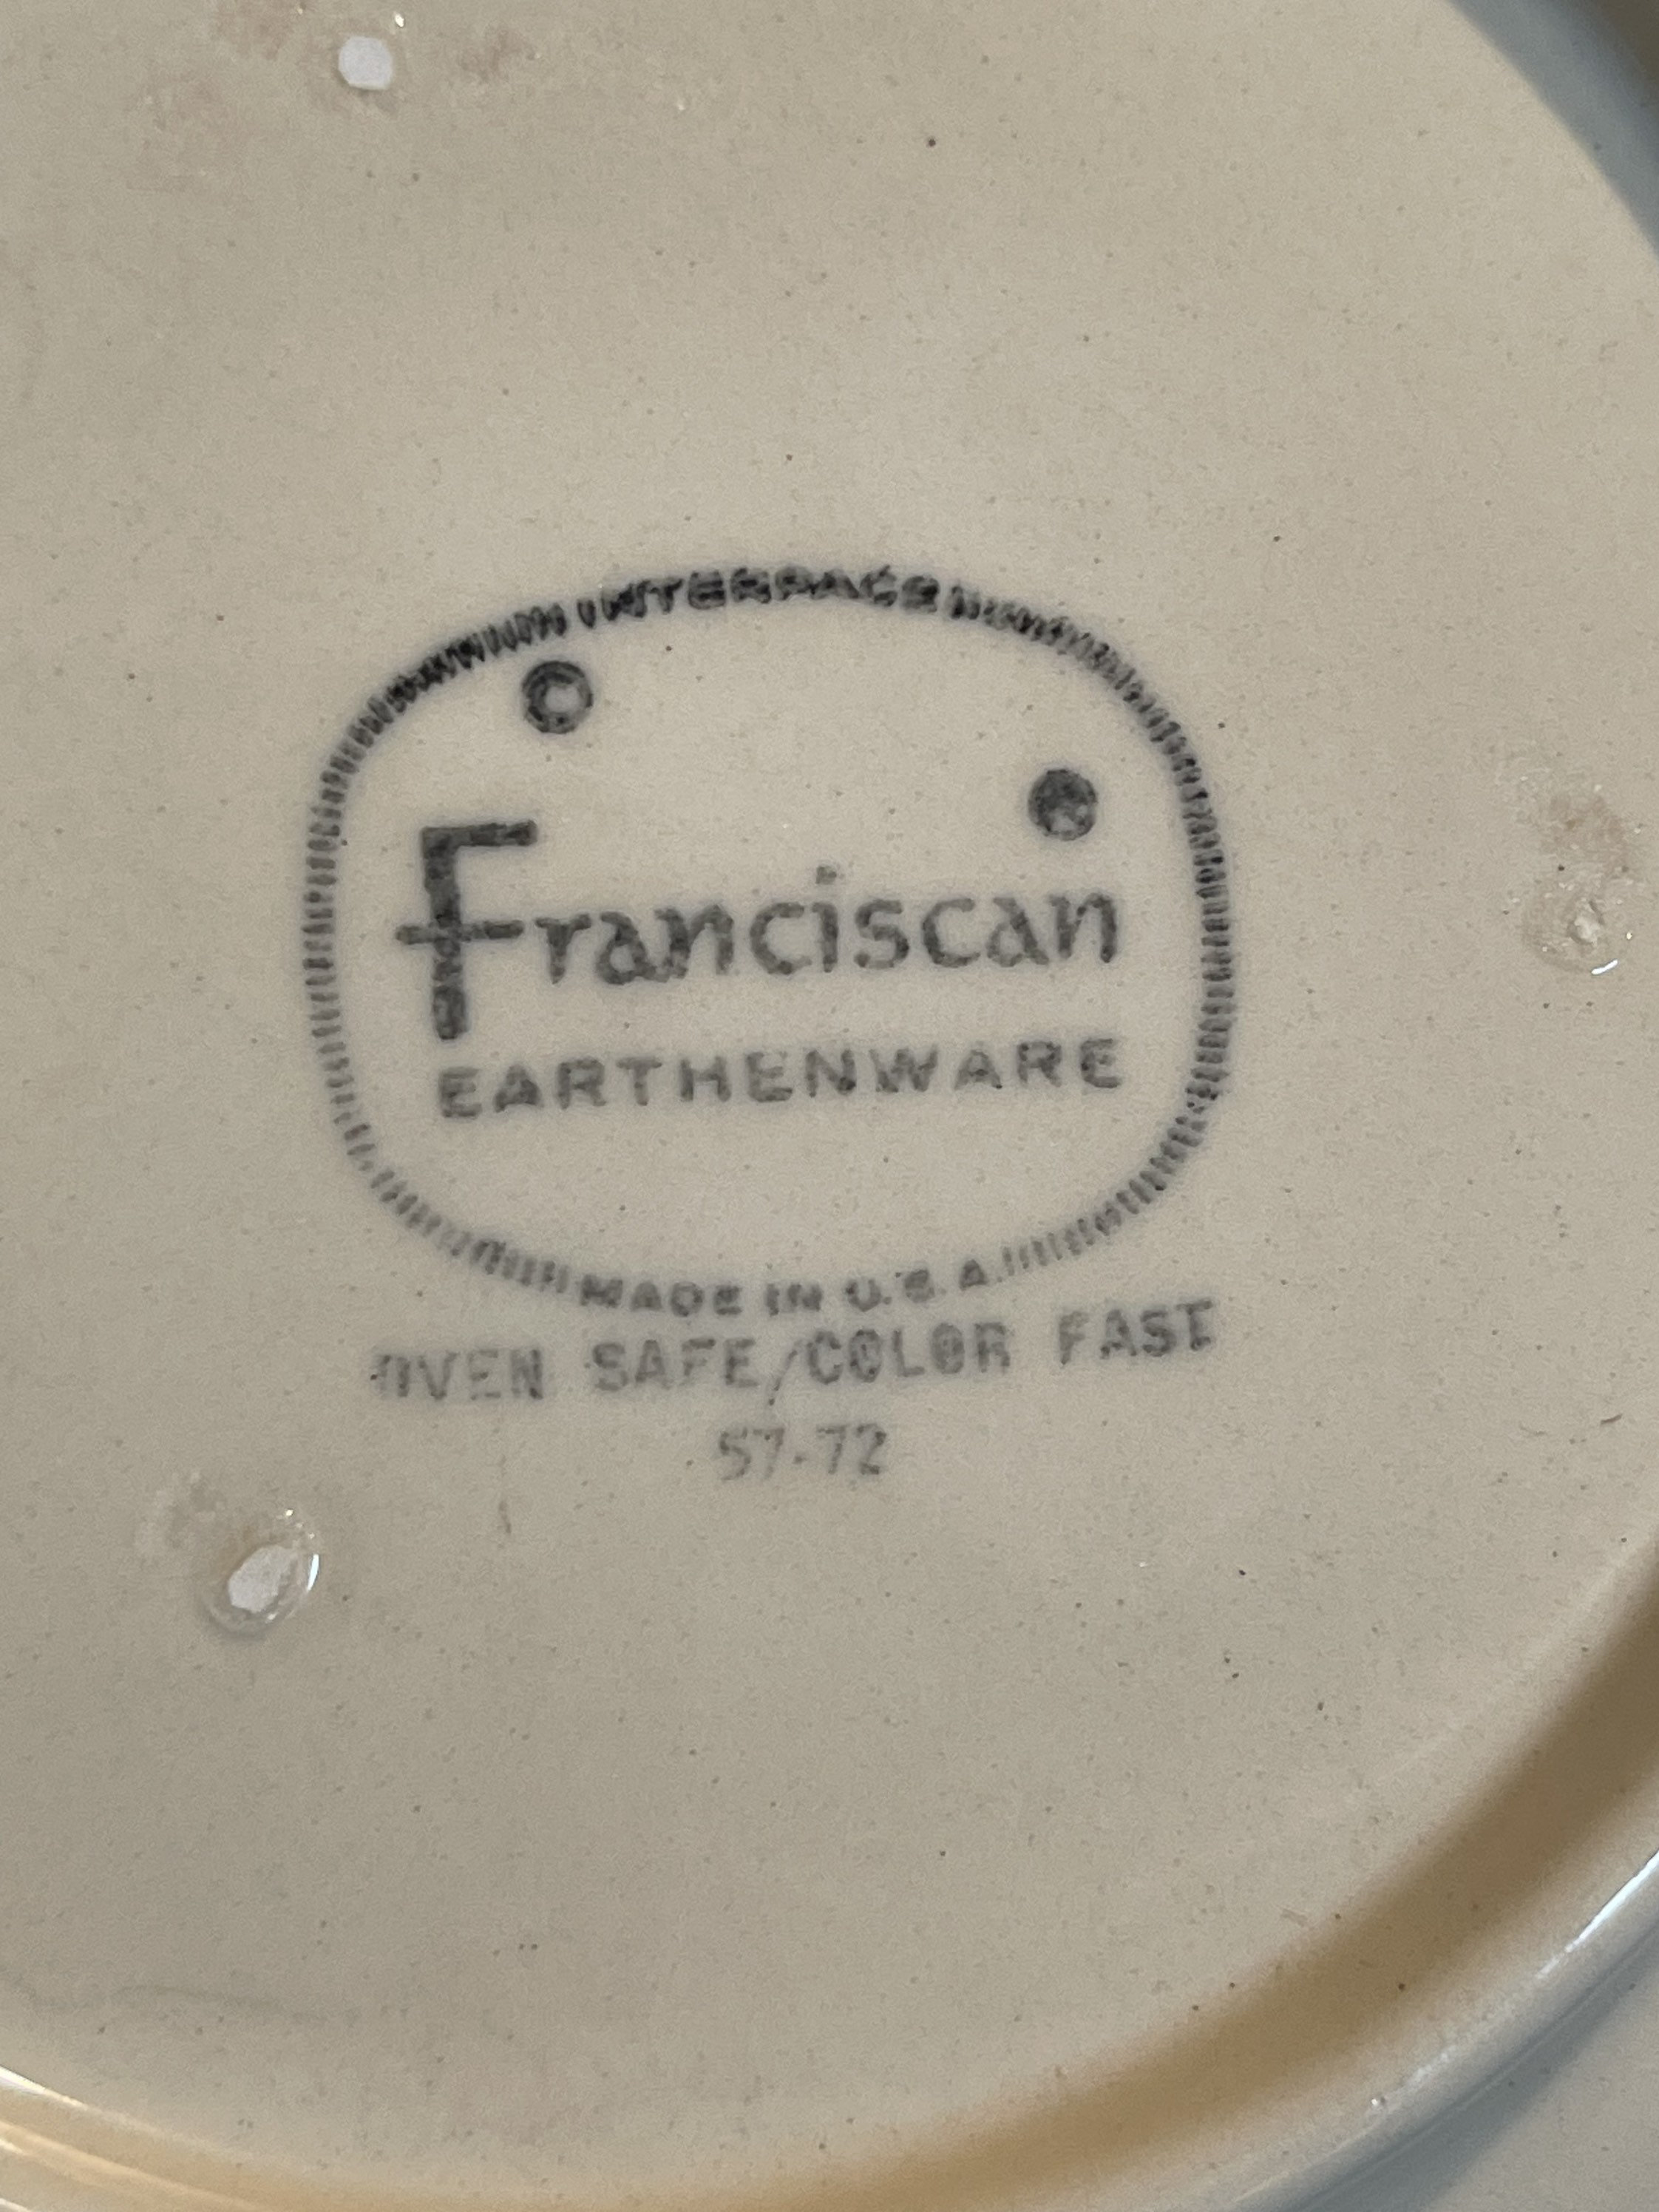 INTERPACE
Franciscan
EARTHENWARE
MADE IN U.S.A.
OVEN SAFE/COLOR FAST
57-72